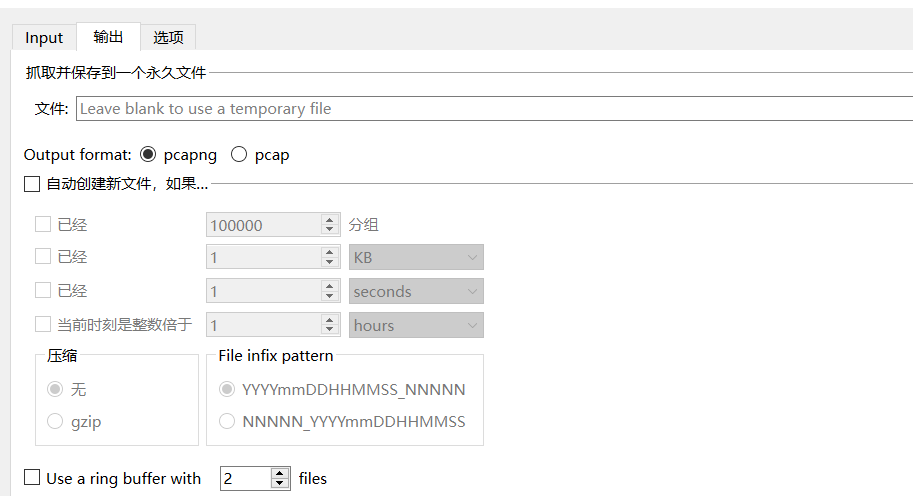 Input 输出 选项
抓取并保存到一个永久文件
文件: Leave blank to use a temporary file
Output format: pcapng pcap
自动创建新文件，如果...
已经 100000 分组
已经 1 KB
已经 1 seconds
当前时刻是整数倍于 1 hours
压缩 File infix pattern
无 YYYYmmDDHHMMSS_NNNNN
gzip NNNNN_YYYYmmDDHHMMSS
Use a ring buffer with 2 files